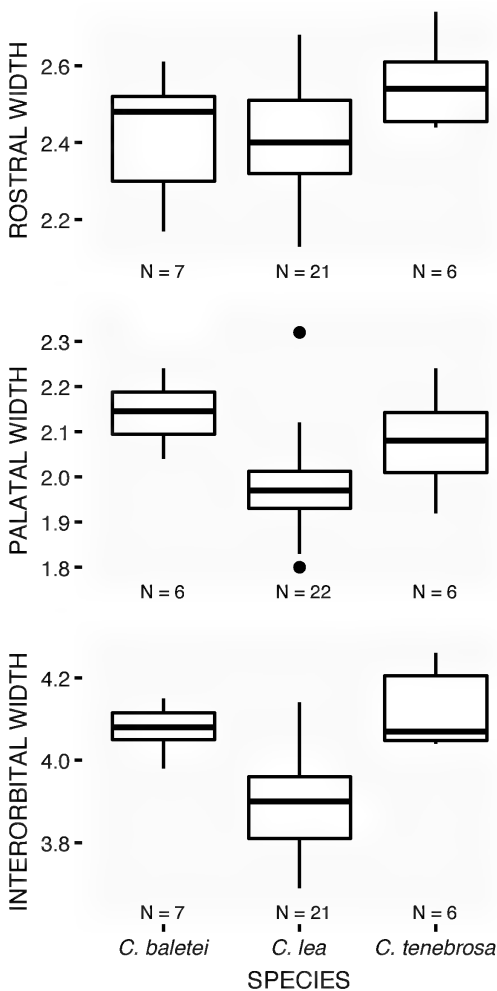 ROSTRAL WIDTH
2.6
2.4
2.2
N = 7
N = 21
N = 6
PALATAL WIDTH
2.3
2.2
2.1
2.0
1.9
1.8
N = 6
N = 22
N = 6
INTERORBITAL WIDTH
4.2
4.0
3.8
N = 7
N = 21
N = 6
C. baletei
C. lea
C. tenebrosa
SPECIES